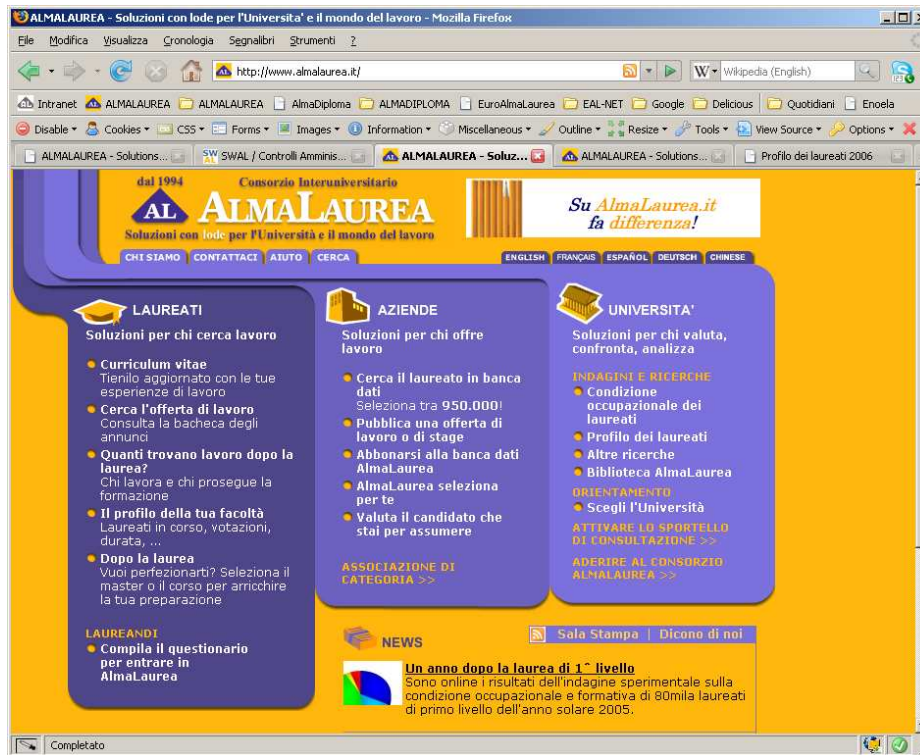 ALMALAUREA - Soluzioni con lode per l'Universita' e il mondo del lavoro - Mozilla Firefox
File Modifica Visualizza Cronologia Segnalibri Strumenti ?
http://www.almalaurea.it/
W Wikipedia (English)
Intranet ALMALAUREA ALMALAUREA AlmaDiploma ALMADIPLOMA EuroAlmaLaurea EAL-NET Google Delicious Quotidiani Enoela
Disable Cookies CSS Forms Images Information Miscellaneous Outline Resize Tools View Source Options
ALMALAUREA - Solutions... SWAL / Controlli Amminis... ALMALAUREA - Soluz... ALMALAUREA - Solutions... Profilo dei laureati 2006
dal 1994 Consorzio Interuniversitario
AL ALMALAUREA
Soluzioni con lode per l'Università e il mondo del lavoro
Su AlmaLaurea.it
fa differenza!
CHI SIAMO CONTATTACI AIUTO CERCA
ENGLISH FRANÇAIS ESPAÑOL DEUTSCH CHINESE
LAUREATI
Soluzioni per chi cerca lavoro
Curriculum vitae
Tienilo aggiornato con le tue
esperienze di lavoro
Cerca l'offerta di lavoro
Consulta la bacheca degli
annunci
Quanti trovano lavoro dopo la
laurea?
Chi lavora e chi prosegue la
formazione
Il profilo della tua facoltà
Laureati in corso, votazioni,
durata, ...
Dopo la laurea
Vuoi perfezionarti? Seleziona il
master o il corso per arricchire
la tua preparazione
LAUREANDI
Compila il questionario
per entrare in
AlmaLaurea
AZIENDE
Soluzioni per chi offre
lavoro
Cerca il laureato in banca
dati
Seleziona tra 950.000!
Pubblica una offerta di
lavoro o di stage
Abbonarsi alla banca dati
AlmaLaurea
AlmaLaurea seleziona
per te
Valuta il candidato che
stai per assumere
ASSOCIAZIONE DI
CATEGORIA >>
UNIVERSITA'
Soluzioni per chi valuta,
confronta, analizza
INDAGINI E RICERCHE
Condizione
occupazionale dei
laureati
Profilo dei laureati
Altre ricerche
Biblioteca AlmaLaurea
ORIENTAMENTO
Scegli l'Università
ATTIVARE LO SPORTELLO
DI CONSULTAZIONE >>
ADERIRE AL CONSORZIO
ALMALAUREA >>
NEWS
Sala Stampa | Dicono di noi
Un anno dopo la laurea di 1^ livello
Sono online i risultati dell'indagine sperimentale sulla
condizione occupazionale e formativa di 80mila laureati
di primo livello dell'anno solare 2005.
Completato